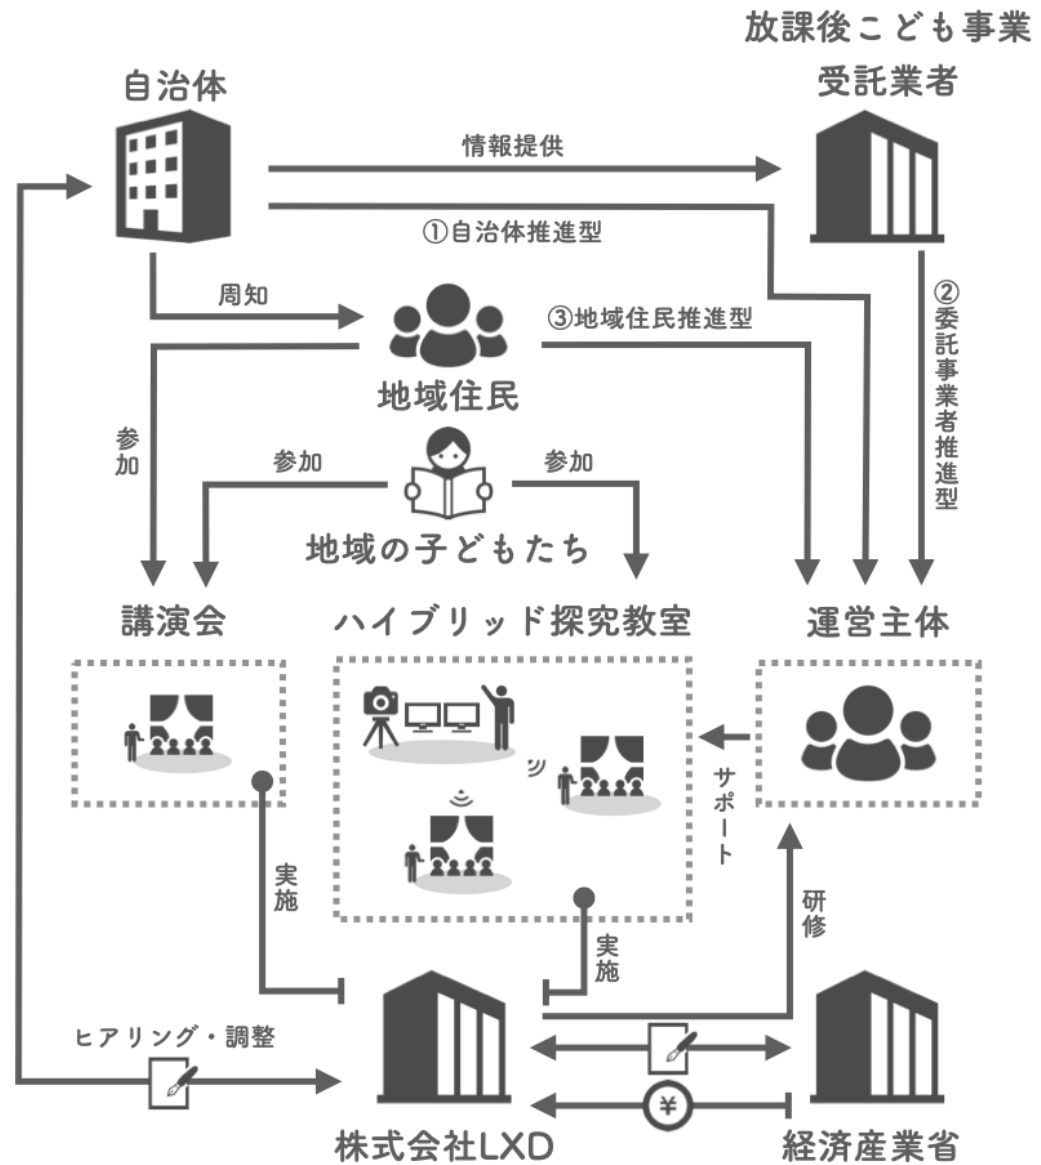 放課後こども事業
受託業者
自治体
情報提供
①自治体推進型
周知
③地域住民推進型
②委託事業者推進型
地域住民
参加
参加
参加
地域の子どもたち
講演会
ハイブリッド探究教室
運営主体
サポート
実施
研修
実施
ヒアリング・調整
¥
株式会社LXD
経済産業省